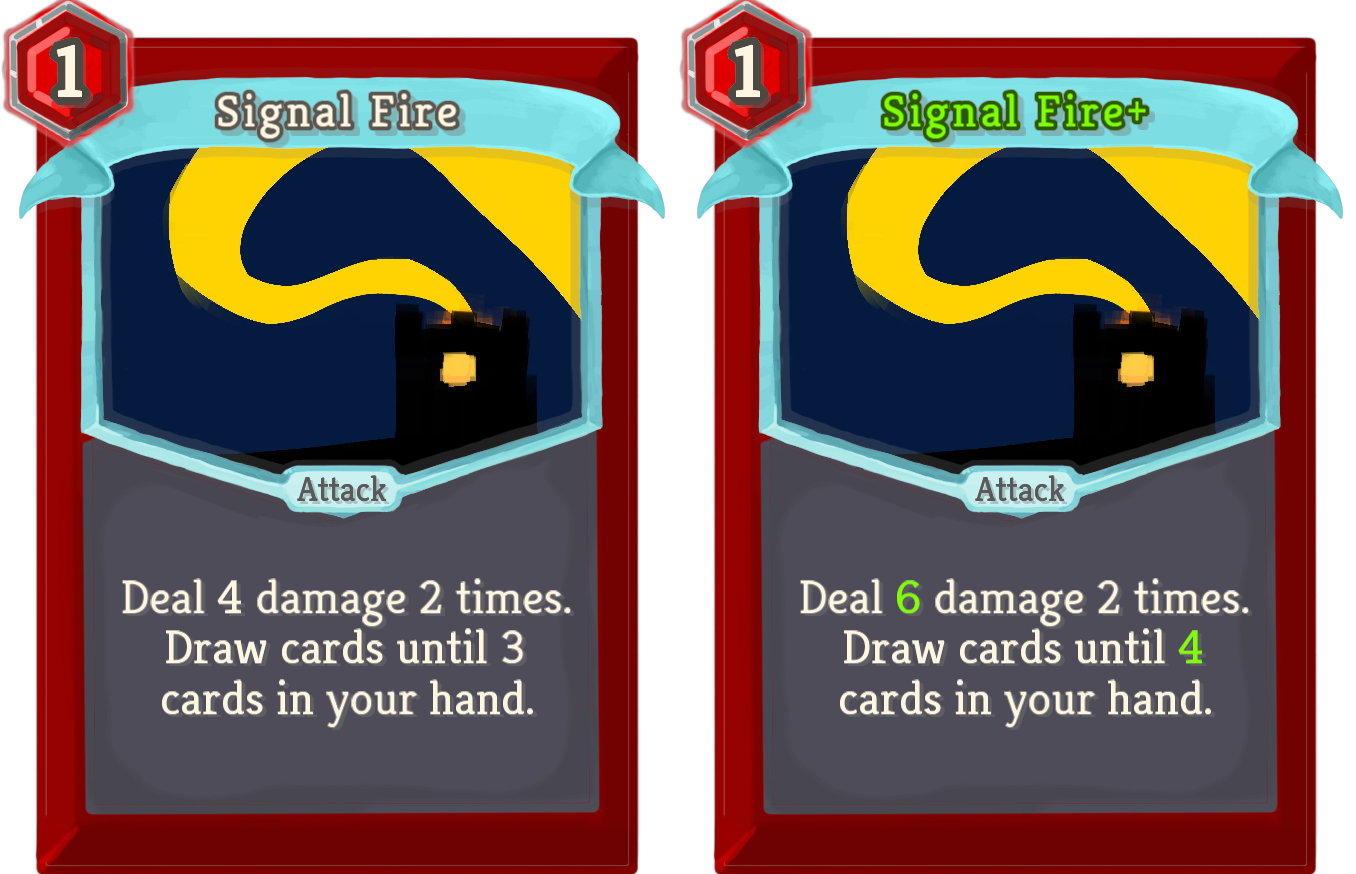 1
Signal Fire
Attack
Deal 4 damage 2 times.
Draw cards until 3
cards in your hand.
1
Signal Fire+
Attack
Deal 6 damage 2 times.
Draw cards until 4
cards in your hand.